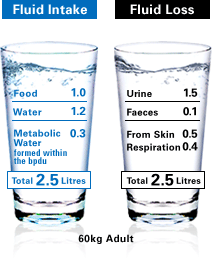 Fluid Intake
Food 1.0
Water 1.2
Metabolic 0.3
Water
formed within
the bpdu
Total 2.5 Litres
Fluid Loss
Urine 1.5
Faeces 0.1
From Skin 0.5
Respiration 0.4
Total 2.5 Litres
60kg Adult